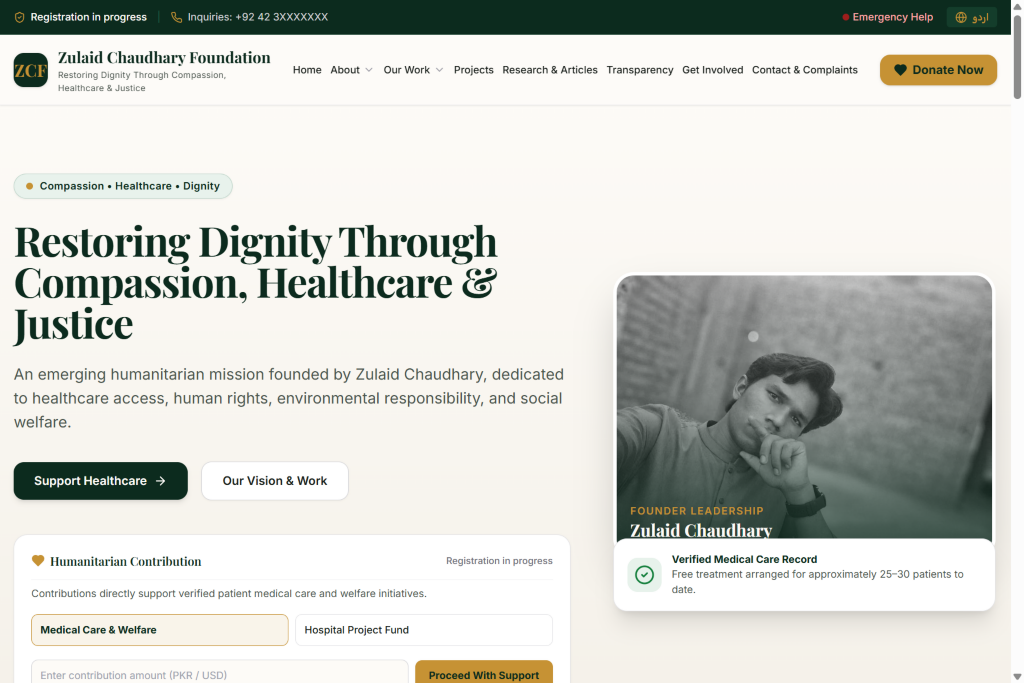 Registration in progress
Inquiries: +92 42 3XXXXXXX
Emergency Help
اردو
ZCF
Zulaid Chaudhary Foundation
Restoring Dignity Through Compassion,
Healthcare & Justice
Home
About
Our Work
Projects
Research & Articles
Transparency
Get Involved
Contact & Complaints
Donate Now
Compassion • Healthcare • Dignity
Restoring Dignity Through
Compassion, Healthcare &
Justice
An emerging humanitarian mission founded by Zulaid Chaudhary, dedicated
to healthcare access, human rights, environmental responsibility, and social
welfare.
Support Healthcare →
Our Vision & Work
Humanitarian Contribution
Registration in progress
Contributions directly support verified patient medical care and welfare initiatives.
Medical Care & Welfare
Hospital Project Fund
Enter contribution amount (PKR / USD)
Proceed With Support
FOUNDER LEADERSHIP
Zulaid Chaudhary
Verified Medical Care Record
Free treatment arranged for approximately 25–30 patients to
date.